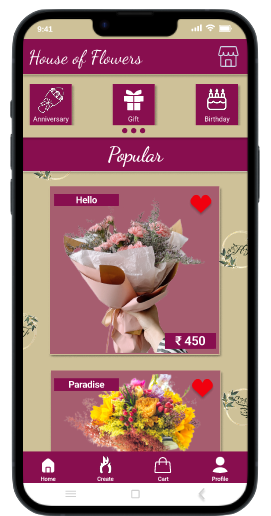 9:41
House of Flowers
Anniversary
Gift
Birthday
Popular
Hello
₹ 450
Paradise
Home
Create
Cart
Profile